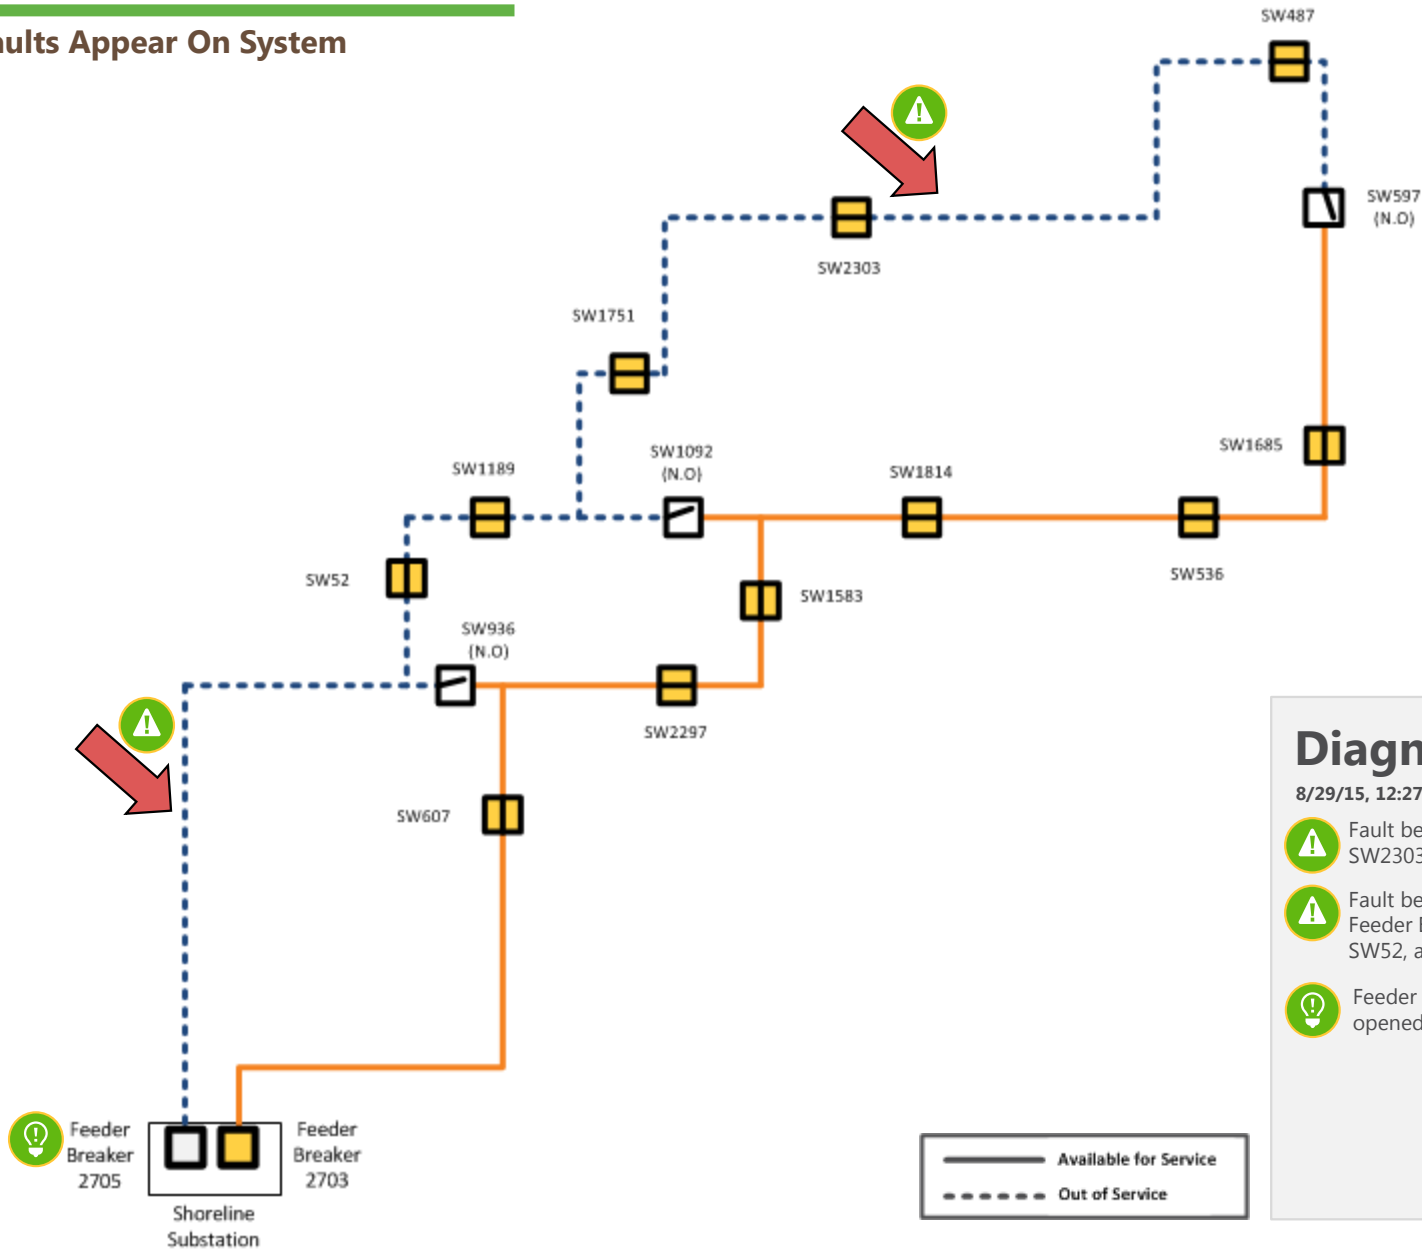 aults Appear On System
SW487
SW597
(N.O)
SW2303
SW1751
SW1092
(N.O)
SW1189
SW1814
SW1685
SW536
SW52
SW1583
SW936
(N.O)
SW2297
SW607
Diagn
8/29/15, 12:27
Fault be
SW2303
Fault be
Feeder
SW52, a
Feeder
opened
Feeder
Breaker
2705
Feeder
Breaker
2703
Shoreline
Substation
Available for Service
Out of Service